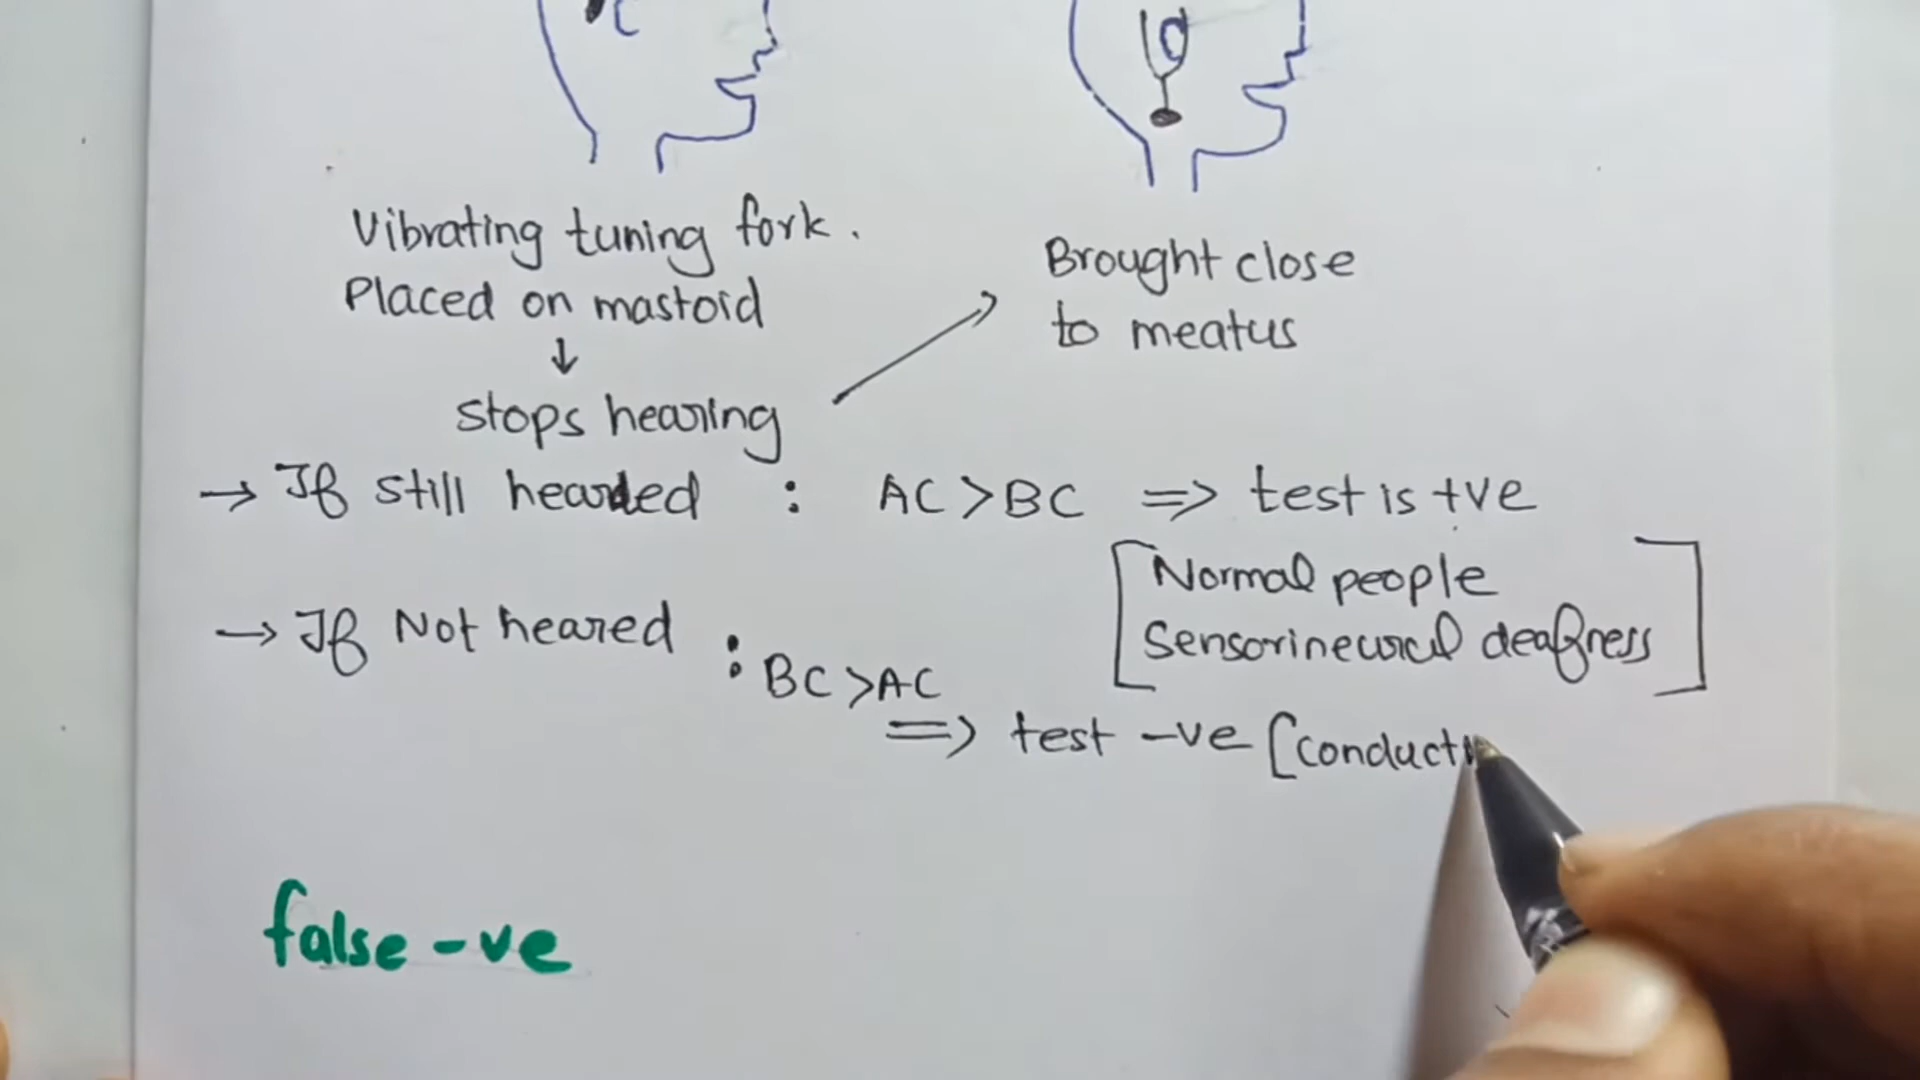 Vibrating tuning fork.
Placed on mastoid
↓
stops hearing
Brought close
to meatus
→ If still hearded : AC > BC ⇒ test is +ve
[Normal people
Sensorineural deafness]
→ If Not heared : BC > AC
⇒ test -ve [conducti
false -ve